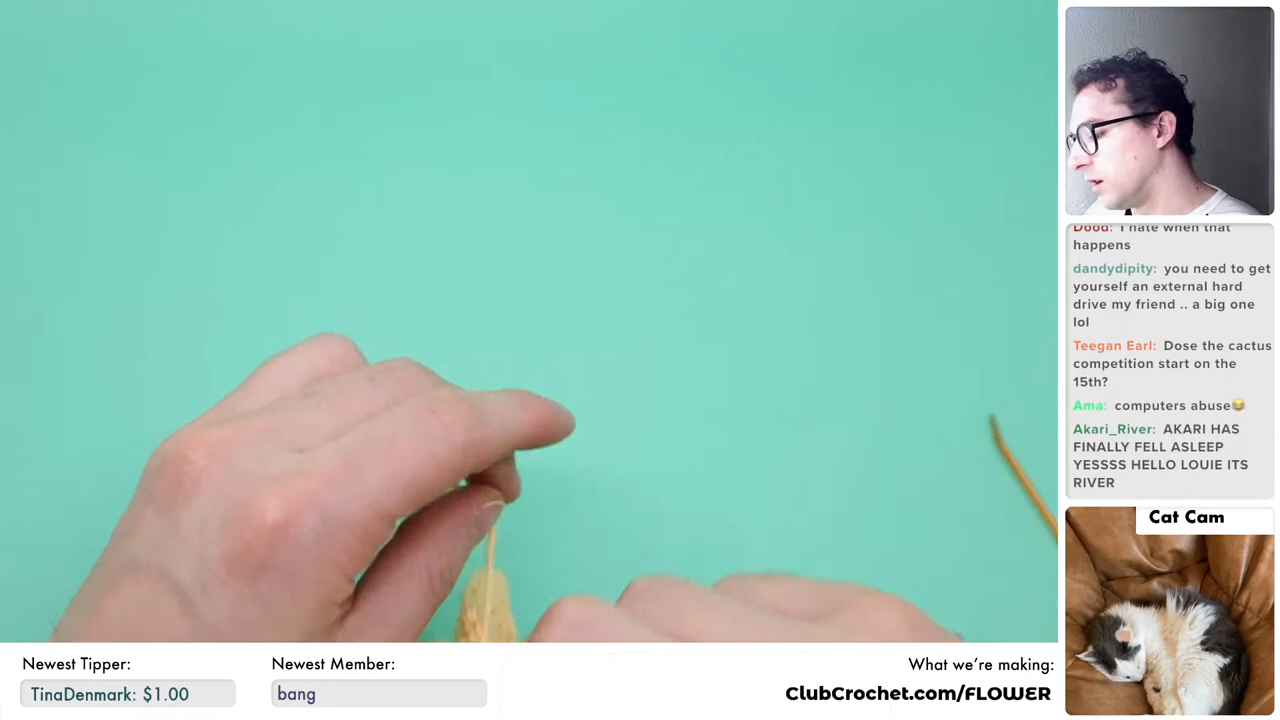 Dood: I hate when that
happens
dandydipity: you need to get
yourself an external hard
drive my friend .. a big one
lol
Teegan Earl: Dose the cactus
competition start on the
15th?
Ama: computers abuse😂
Akari_River: AKARI HAS
FINALLY FELL ASLEEP
YESSSS HELLO LOUIE ITS
RIVER
Cat Cam
Newest Tipper:
TinaDenmark: $1.00
Newest Member:
bang
What we're making:
ClubCrochet.com/FLOWER